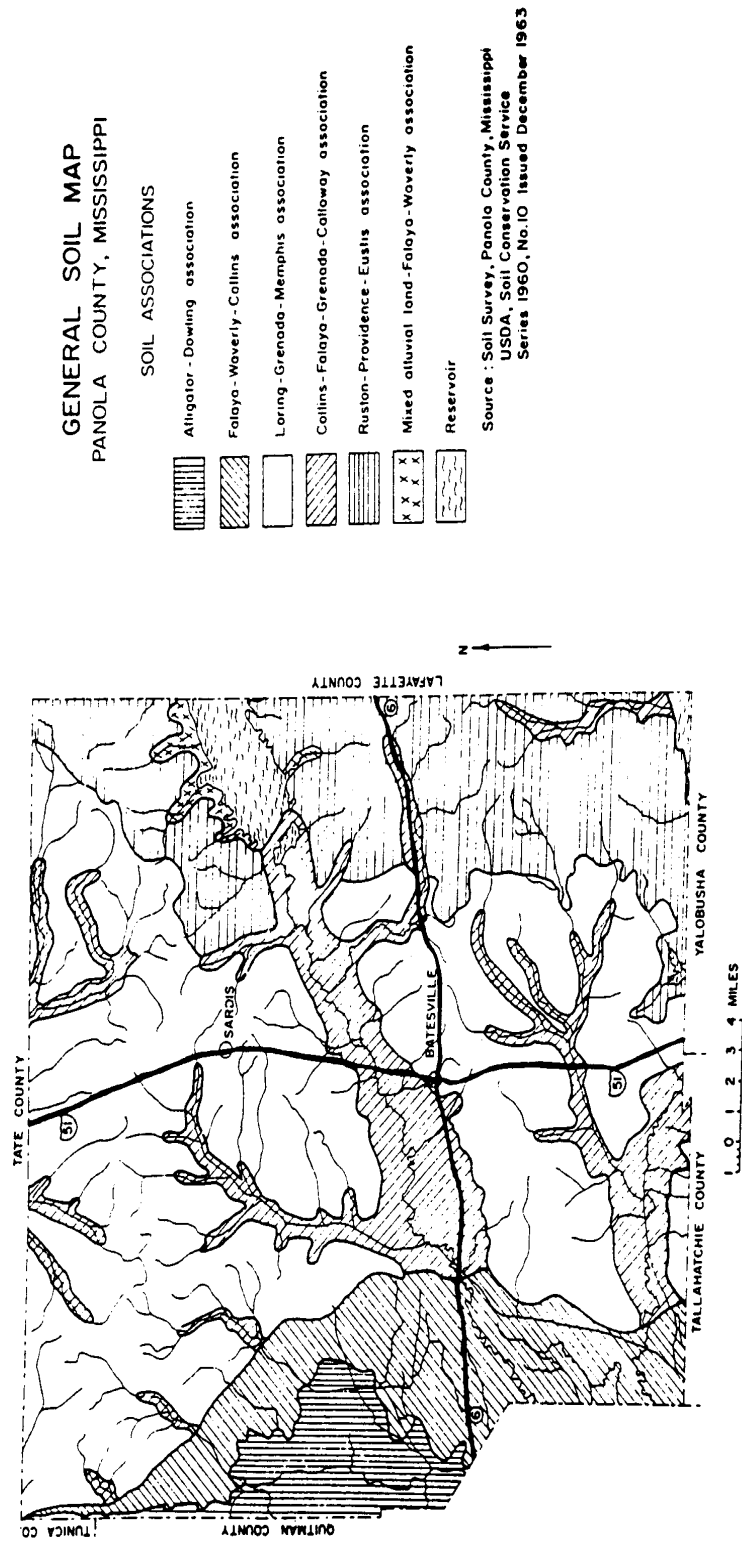 GENERAL SOIL MAP
PANOLA COUNTY, MISSISSIPPI
SOIL ASSOCIATIONS
Alligator - Dowling association
Falaya - Waverly - Collins association
Loring - Grenada - Memphis association
Collins - Falaya - Grenada - Calloway association
Ruston - Providence - Eustis association
Mixed alluvial land - Falaya - Waverly association
Reservoir
Source : Soil Survey, Panola County, Mississippi
USDA, Soil Conservation Service
Series 1960, No. 10 Issued December 1963
TATE COUNTY
TUNICA CO.
QUITMAN COUNTY
LAFAYETTE COUNTY
N
51
SARDIS
6
BATESVILLE
6
51
TALLAHATCHIE COUNTY
YALOBUSHA COUNTY
1 0 1 2 3 4 MILES